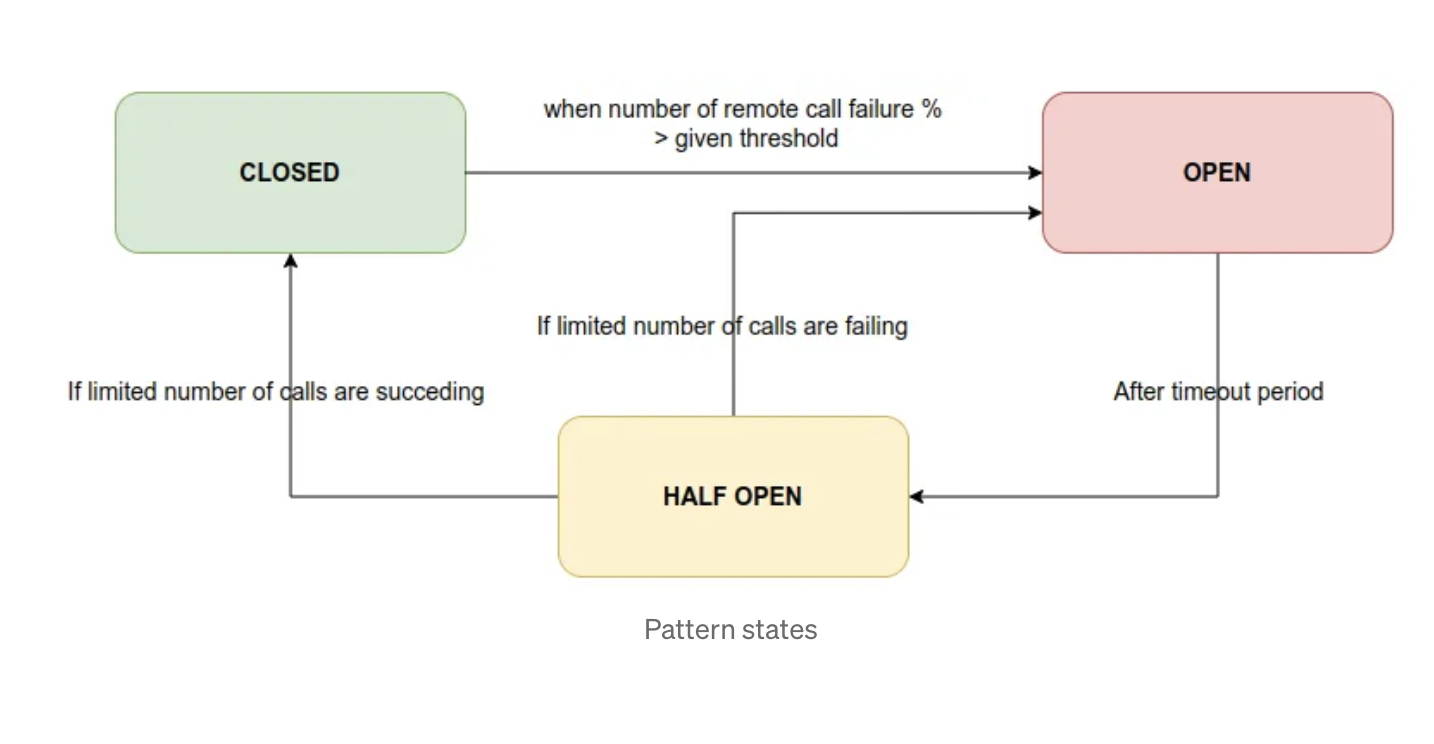 when number of remote call failure %
> given threshold
CLOSED
OPEN
If limited number of calls are failing
If limited number of calls are succeding
After timeout period
HALF OPEN
Pattern states